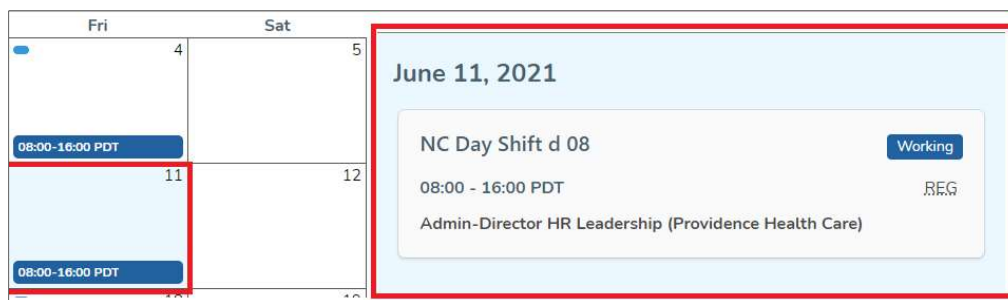 Fri Sat
4 5
08:00-16:00 PDT
11 12
08:00-16:00 PDT
June 11, 2021
NC Day Shift d 08 Working
08:00 - 16:00 PDT REG
Admin-Director HR Leadership (Providence Health Care)